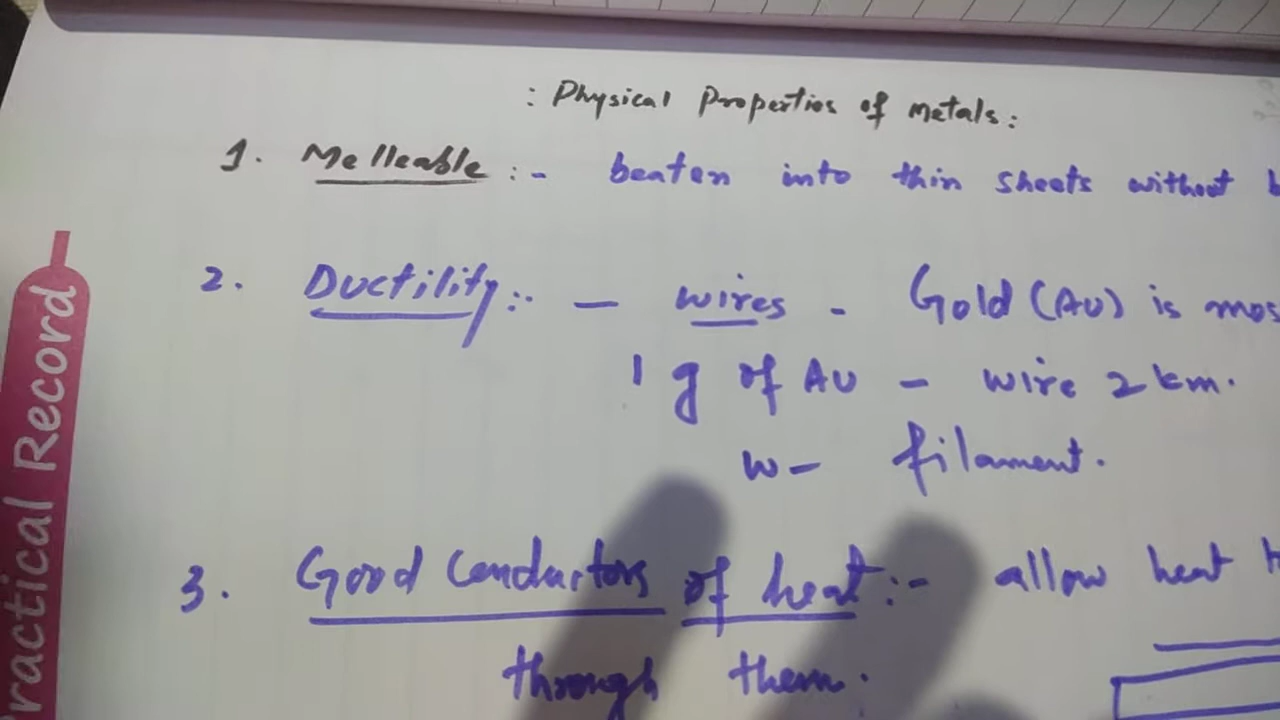 : Physical Properties of Metals:
1. Melleable :- beaten into thin sheets without
2. Ductility:- - wires - Gold (AU) is
1 g of AU - wire 2 km.
W- filament.
3. Good Conductors of heat:- allow heat
through them.
Practical Record